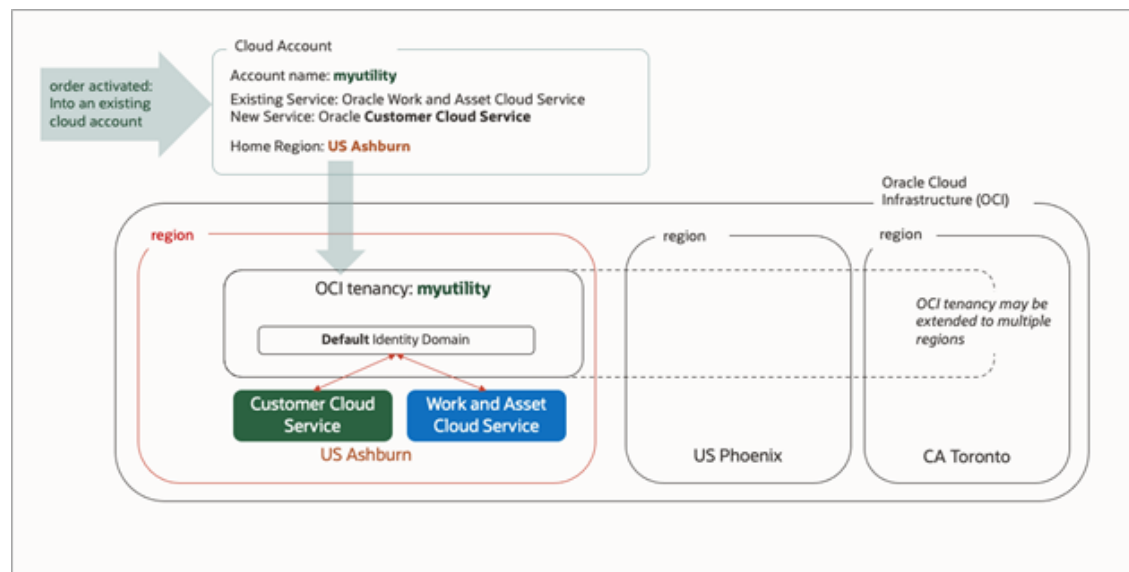 Cloud Account
order activated:
Into an existing
cloud account
Account name: myutility
Existing Service: Oracle Work and Asset Cloud Service
New Service: Oracle Customer Cloud Service
Home Region: US Ashburn
Oracle Cloud
Infrastructure (OCI)
region
region
region
OCI tenancy: myutility
Default Identity Domain
OCI tenancy may be
extended to multiple
regions
Customer Cloud
Service
Work and Asset
Cloud Service
US Ashburn
US Phoenix
CA Toronto